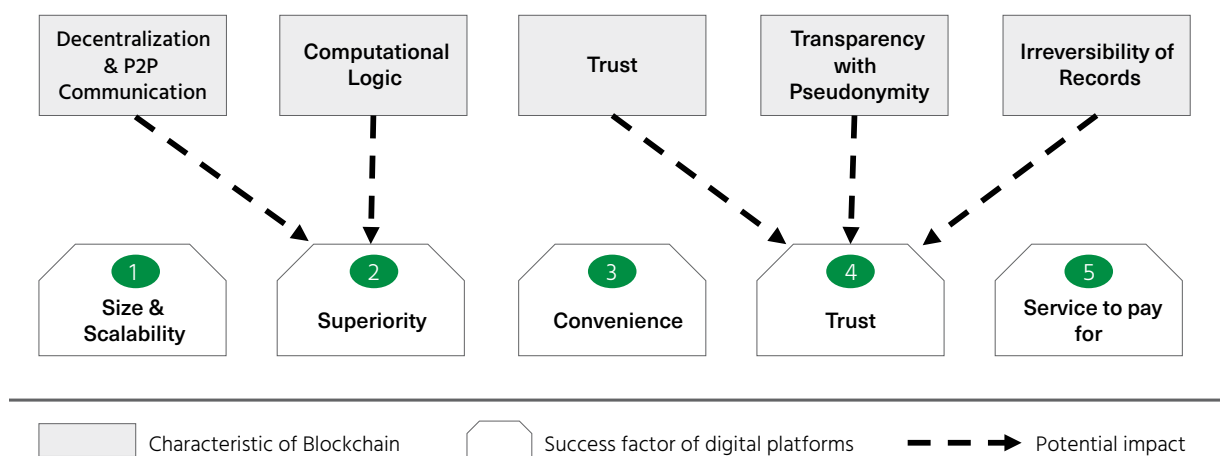 Decentralization
& P2P
Communication
Computational
Logic
Trust
Transparency
with
Pseudonymity
Irreversibility of
Records
1
Size &
Scalability
2
Superiority
3
Convenience
4
Trust
5
Service to pay
for
Characteristic of Blockchain
Success factor of digital platforms
Potential impact